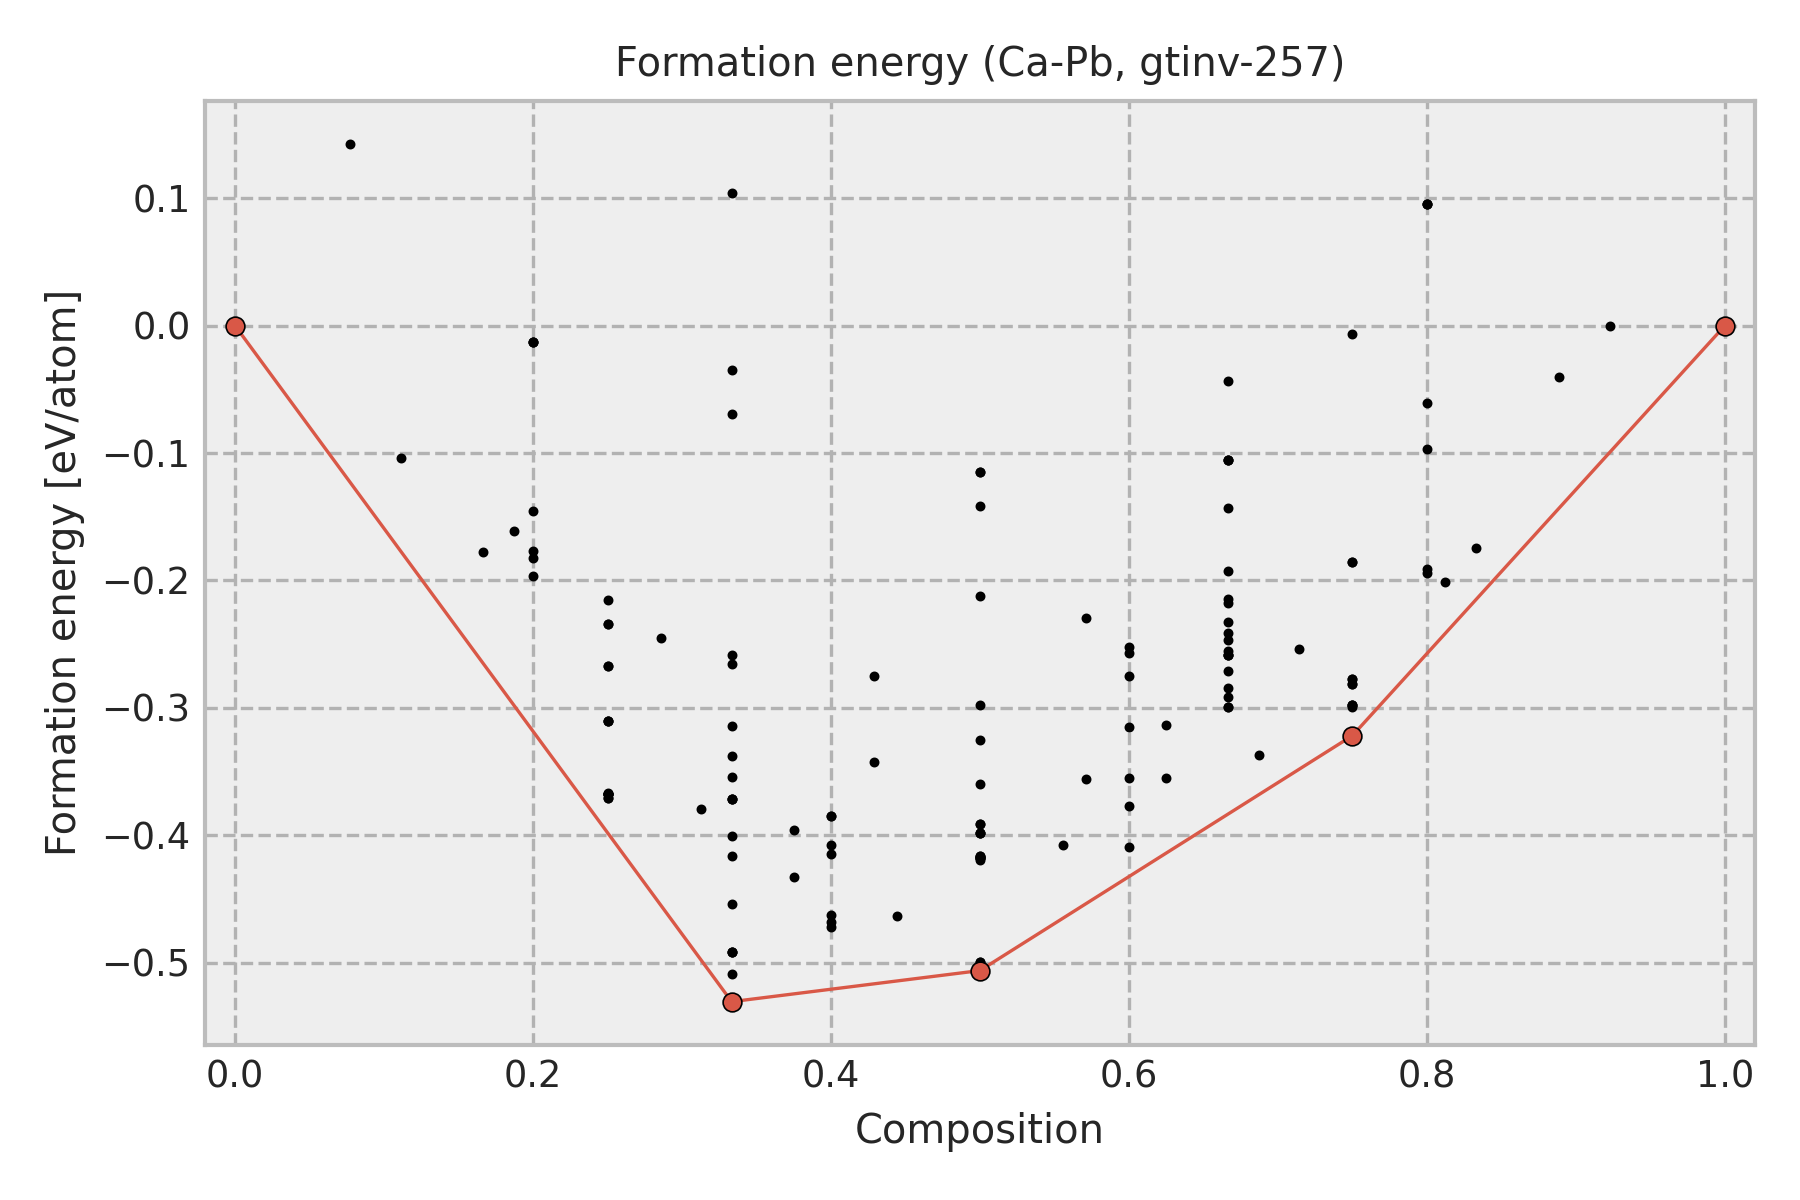 Formation energy (Ca-Pb, gtinv-257)
Formation energy [eV/atom]
0.1
0.0
−0.1
−0.2
−0.3
−0.4
−0.5
0.0 0.2 0.4 0.6 0.8 1.0
Composition